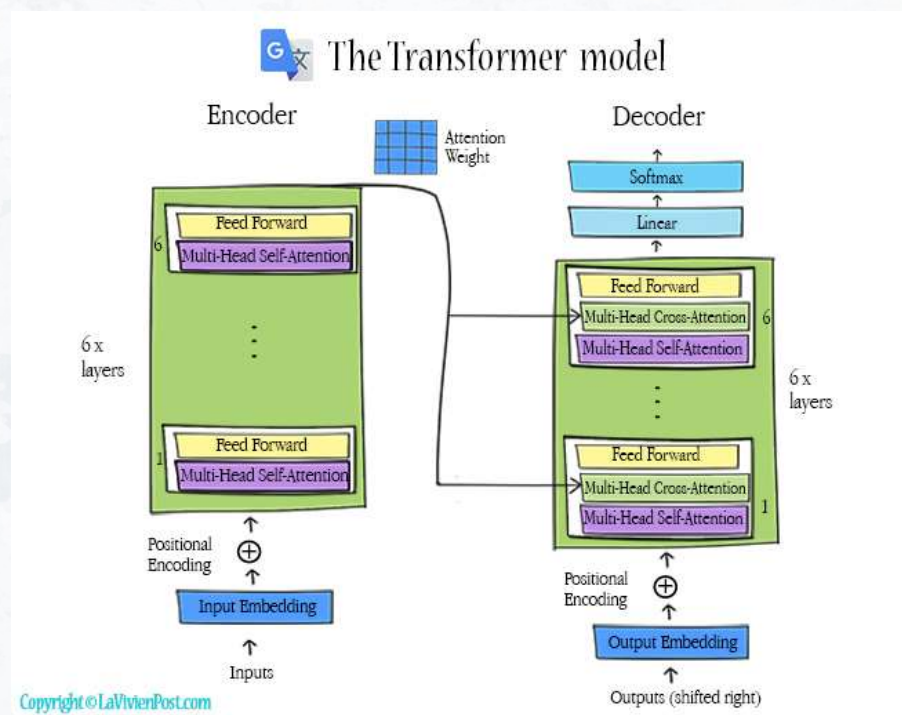 G 文
The Transformer model
Encoder
Decoder
Attention
Weight
Softmax
Linear
6
Feed Forward
Multi-Head Self-Attention
6 x
layers
1
Feed Forward
Multi-Head Self-Attention
Positional
Encoding
Input Embedding
Inputs
Feed Forward
Multi-Head Cross-Attention
6
Multi-Head Self-Attention
6 x
layers
Feed Forward
Multi-Head Cross-Attention
1
Multi-Head Self-Attention
Positional
Encoding
Output Embedding
Outputs (shifted right)
Copyright © LaVivienPost.com